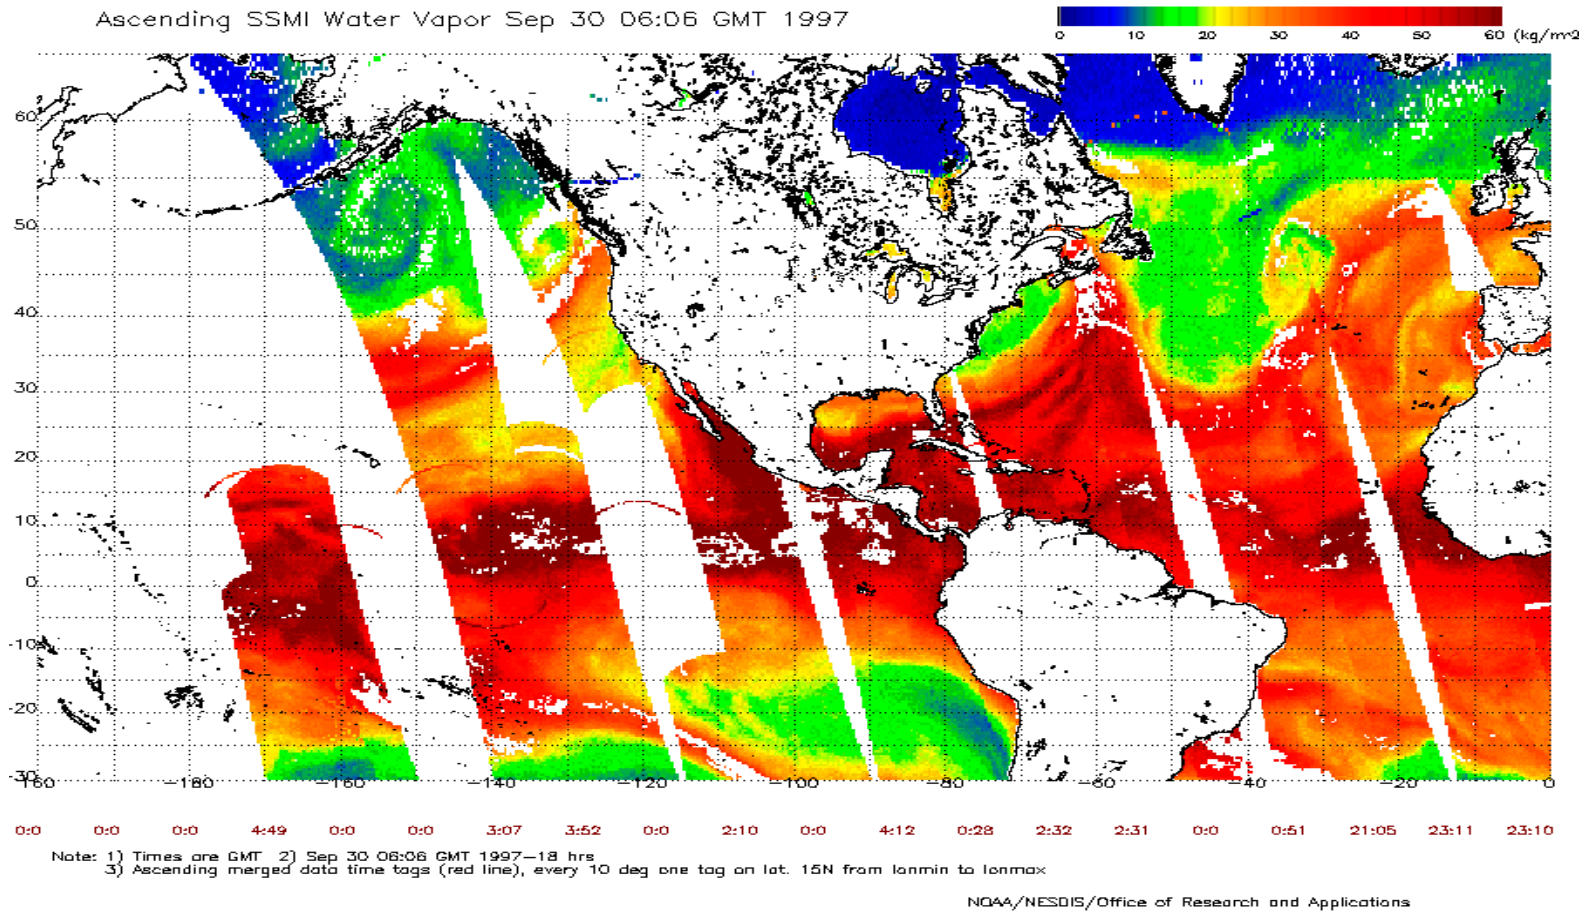 Ascending SSMI Water Vapor Sep 30 06:06 GMT 1997
0 10 20 30 40 50 60 (kg/m^2
60
50
40
30
20
10
0
-10
-20
-30
-160 -180 -160 -140 -120 -100 -80 -60 -40 -20 0
0:0 0:0 0:0 4:49 0:0 0:0 3:07 3:52 0:0 2:10 0:0 4:12 0:28 2:32 2:31 0:0 0:51 21:05 23:11 23:10
Note: 1) Times are GMT 2) Sep 30 06:06 GMT 1997-18 hrs
3) Ascending merged data time tags (red line), every 10 deg one tag on lat. 15N from lonmin to lonmax
NOAA/NESDIS/Office of Research and Applications